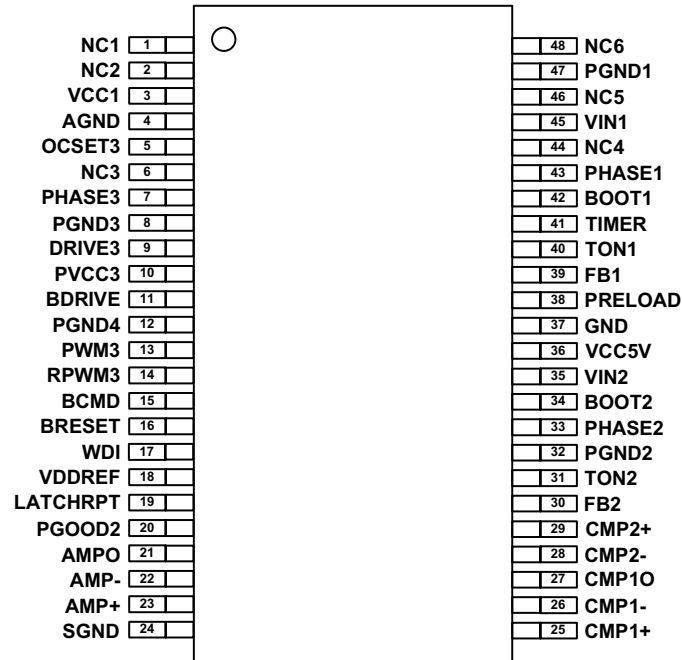 NC1 1 48 NC6
NC2 2 47 PGND1
VCC1 3 46 NC5
AGND 4 45 VIN1
OCSET3 5 44 NC4
NC3 6 43 PHASE1
PHASE3 7 42 BOOT1
PGND3 8 41 TIMER
DRIVE3 9 40 TON1
PVCC3 10 39 FB1
BDRIVE 11 38 PRELOAD
PGND4 12 37 GND
PWM3 13 36 VCC5V
RPWM3 14 35 VIN2
BCMD 15 34 BOOT2
BRESET 16 33 PHASE2
WDI 17 32 PGND2
VDDREF 18 31 TON2
LATCHRPT 19 30 FB2
PGOOD2 20 29 CMP2+
AMPO 21 28 CMP2-
AMP- 22 27 CMP1O
AMP+ 23 26 CMP1-
SGND 24 25 CMP1+